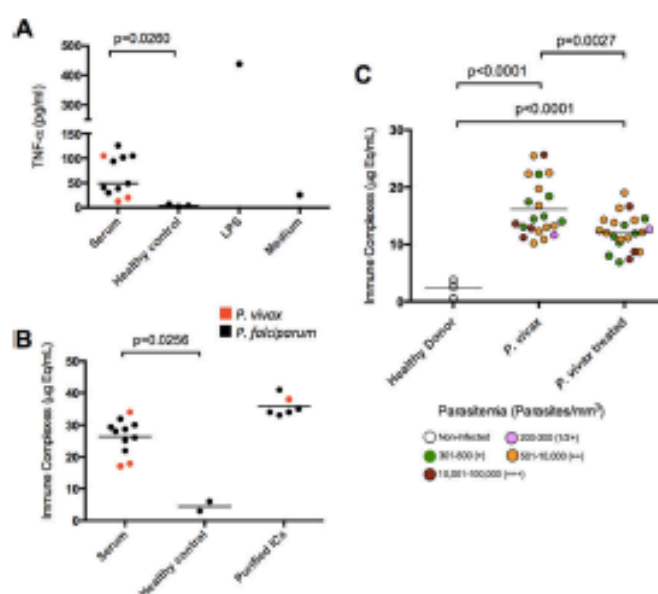 A
p=0.0260
500
400
300
150
100
50
0
TNF-α (pg/ml)
Serum
Healthy control
LPS
Medium
P. vivax
P. falciparum
B
p=0.0256
50
40
30
20
10
0
Immune Complexes (µg Eq/mL)
Serum
Healthy control
Purified ICs
C
p=0.0027
p<0.0001
p<0.0001
30
20
10
0
Immune Complexes (µg Eq/mL)
Healthy Donor
P. vivax
P. vivax treated
Parasitemia (Parasites/mm³)
Non-infected
200-300 (1/2+)
301-500 (+)
501-10,000 (++)
10,001-100,000 (+++)